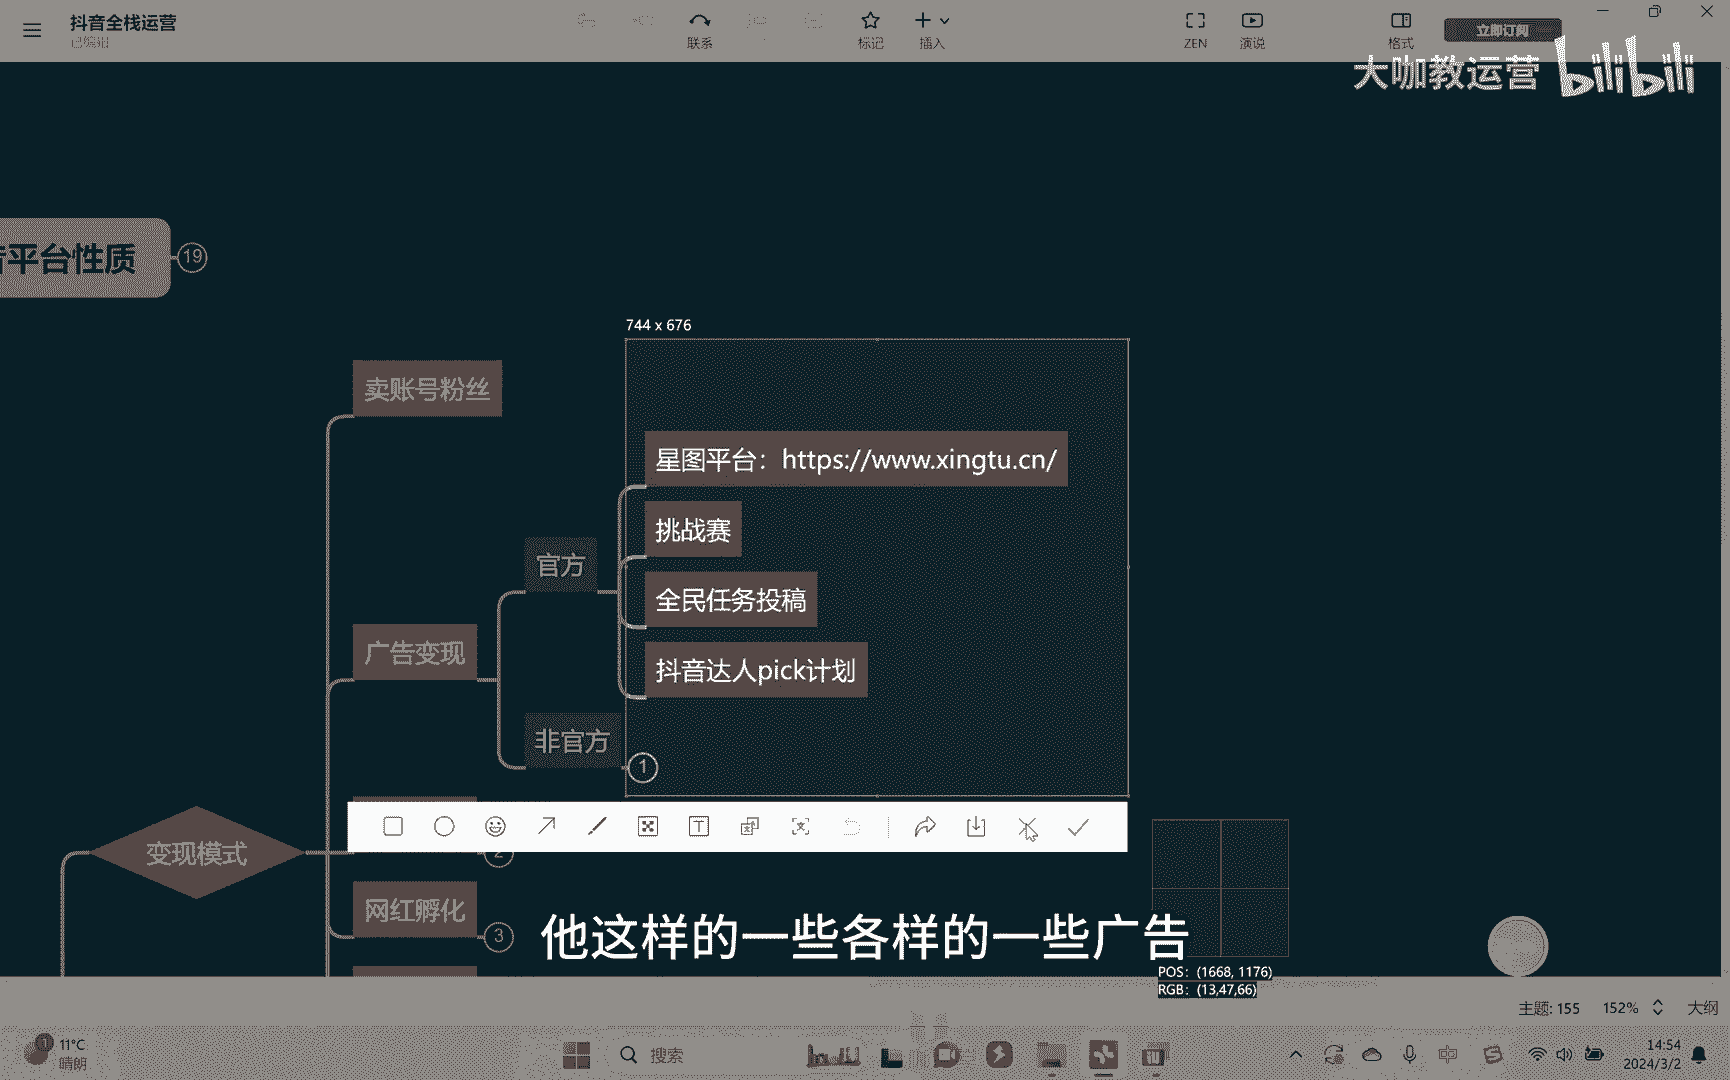 抖音全栈运营
已编辑
联系
标记
插入
ZEN
演说
格式
立即订阅
大咖教运营 bilibili
平台性质
19
744 x 676
卖账号粉丝
星图平台：https://www.xingtu.cn/
挑战赛
官方
全民任务投稿
广告变现
抖音达人pick计划
非官方
1
变现模式
2
网红孵化
3
他这样的一些各样的一些广告
POS: (1668, 1176)
RGB: (13,47,66)
主题: 155
152%
大纲
1
11°C
晴朗
搜索
中
14:54
2024/3/2